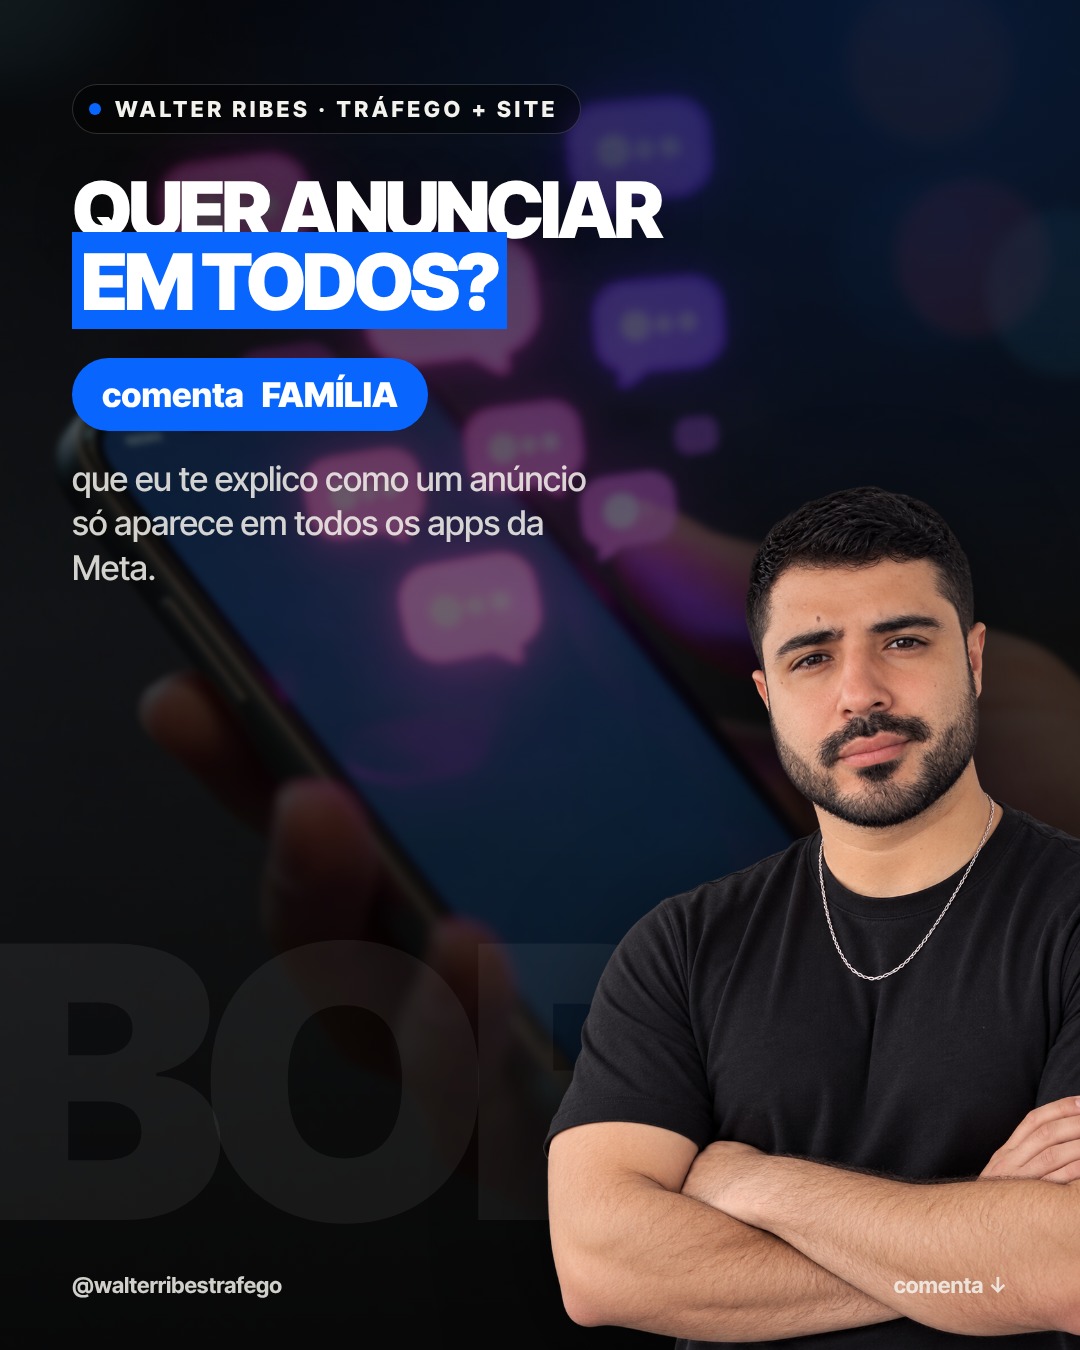 WALTER RIBES · TRÁFEGO + SITE
QUER ANUNCIAR
EM TODOS?
comenta FAMÍLIA
que eu te explico como um anúncio
só aparece em todos os apps da
Meta.
BO
@walterribestrafego
comenta ↓